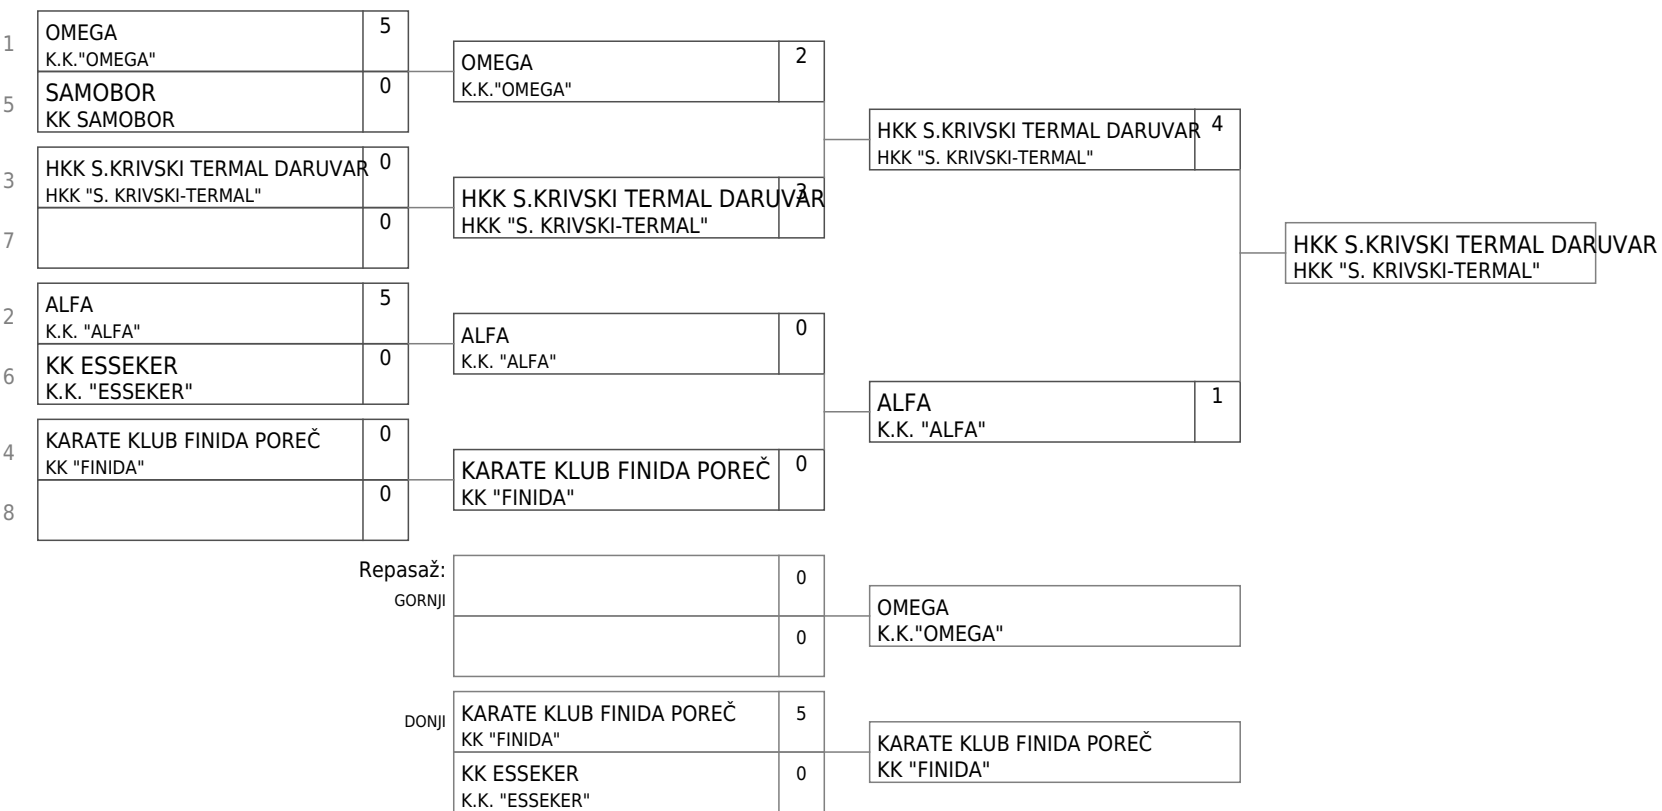 1
OMEGA
K.K."OMEGA"
5
5
SAMOBOR
KK SAMOBOR
0
3
HKK S.KRIVSKI TERMAL DARUVAR
HKK "S. KRIVSKI-TERMAL"
0
7
0
2
ALFA
K.K. "ALFA"
5
6
KK ESSEKER
K.K. "ESSEKER"
0
4
KARATE KLUB FINIDA POREČ
KK "FINIDA"
0
8
0
OMEGA
K.K."OMEGA"
2
HKK S.KRIVSKI TERMAL DARUVAR
HKK "S. KRIVSKI-TERMAL"
ALFA
K.K. "ALFA"
0
KARATE KLUB FINIDA POREČ
KK "FINIDA"
0
HKK S.KRIVSKI TERMAL DARUVAR
HKK "S. KRIVSKI-TERMAL"
4
ALFA
K.K. "ALFA"
1
HKK S.KRIVSKI TERMAL DARUVAR
HKK "S. KRIVSKI-TERMAL"
Repasaž:
GORNJI
0
0
OMEGA
K.K."OMEGA"
DONJI
KARATE KLUB FINIDA POREČ
KK "FINIDA"
5
KK ESSEKER
K.K. "ESSEKER"
0
KARATE KLUB FINIDA POREČ
KK "FINIDA"